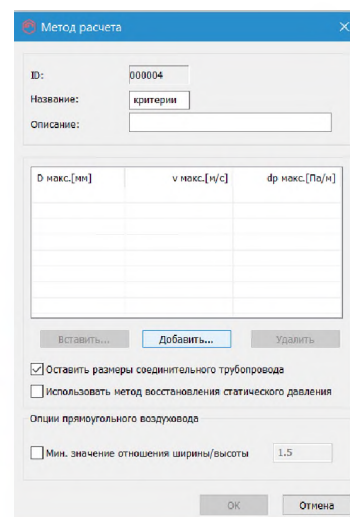 Метод расчета
ID: 000004
Название: критерии
Описание:
D макс.[мм] v макс.[м/с] dp макс.[Па/м]
Вставить... Добавить... Удалить
Оставить размеры соединительного трубопровода
Использовать метод восстановления статического давления
Опции прямоугольного воздуховода
Мин. значение отношения ширины/высоты 1.5
OK Отмена